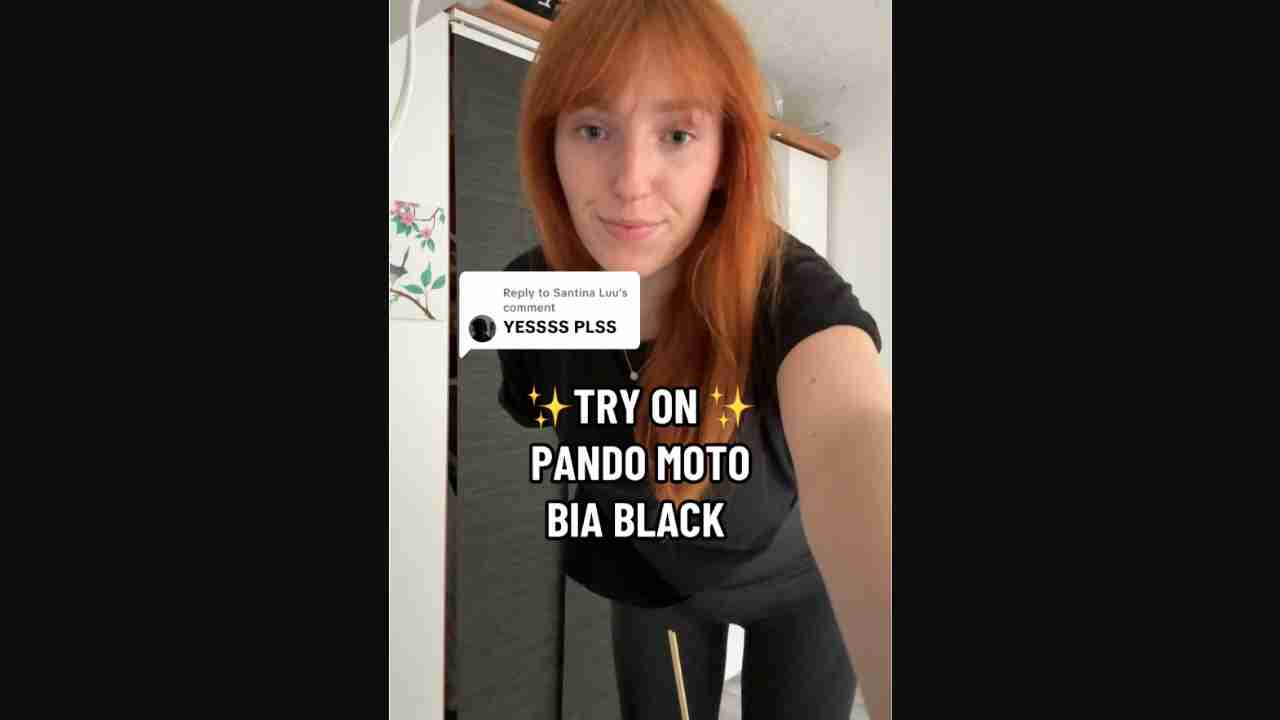 Reply to Santina Luu's
comment
YESSSS PLSS
✨TRY ON ✨
PANDO MOTO
BIA BLACK